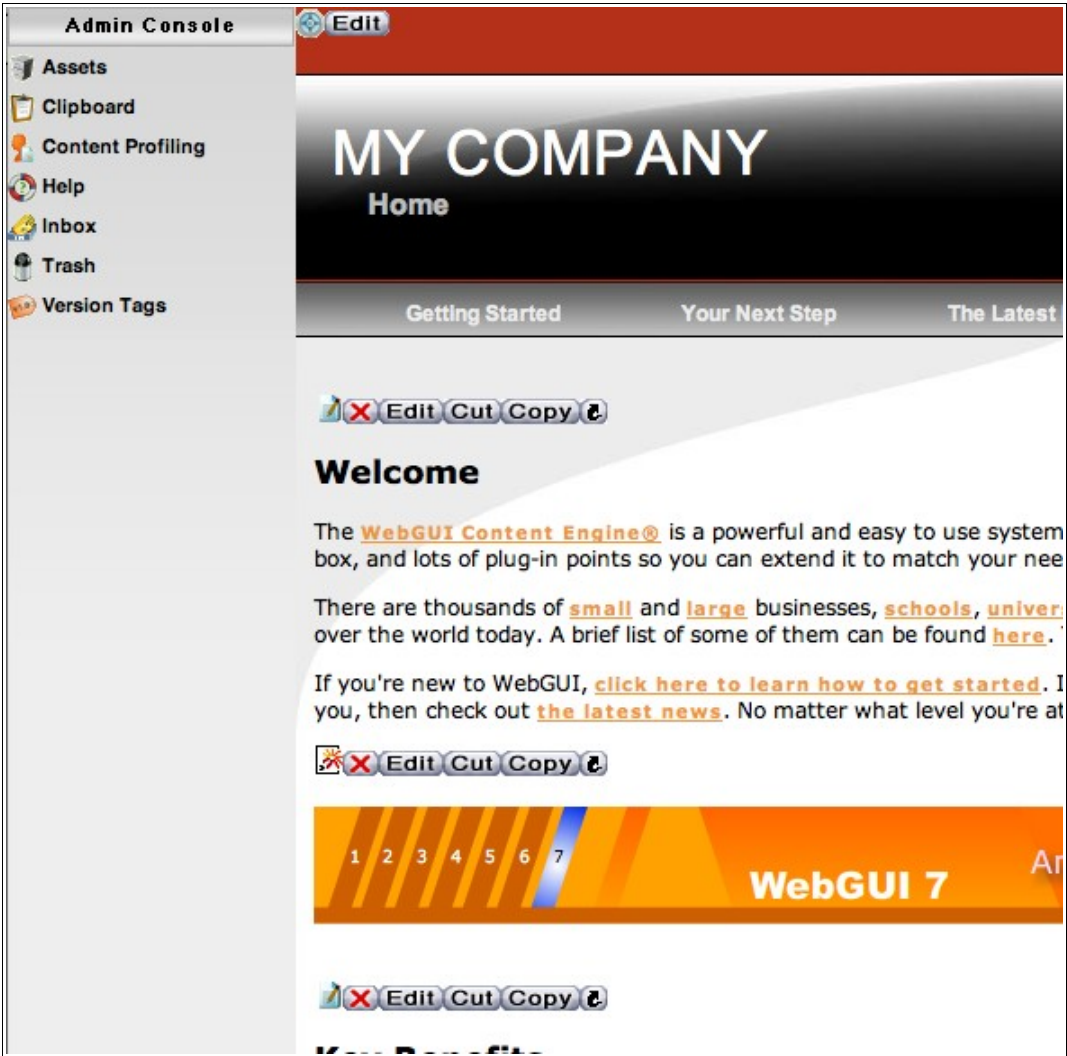 Admin Console
Assets
Clipboard
Content Profiling
Help
Inbox
Trash
Version Tags
Edit
MY COMPANY
Home
Getting Started Your Next Step The Latest
Edit Cut Copy
Welcome
The WebGUI Content Engine® is a powerful and easy to use system
box, and lots of plug-in points so you can extend it to match your nee
There are thousands of small and large businesses, schools, univer
over the world today. A brief list of some of them can be found here.
If you're new to WebGUI, click here to learn how to get started. I
you, then check out the latest news. No matter what level you're at
Edit Cut Copy
1 2 3 4 5 6 7
WebGUI 7
Ar
Edit Cut Copy
Key Benefits